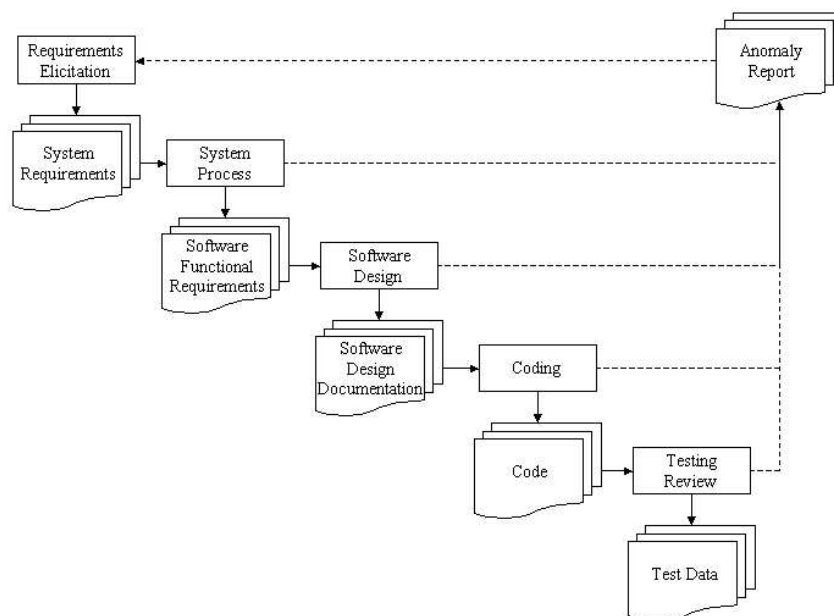 Requirements
Elicitation
Anomaly
Report
System
Requirements
System
Process
Software
Functional
Requirements
Software
Design
Software
Design
Documentation
Coding
Code
Testing
Review
Test Data